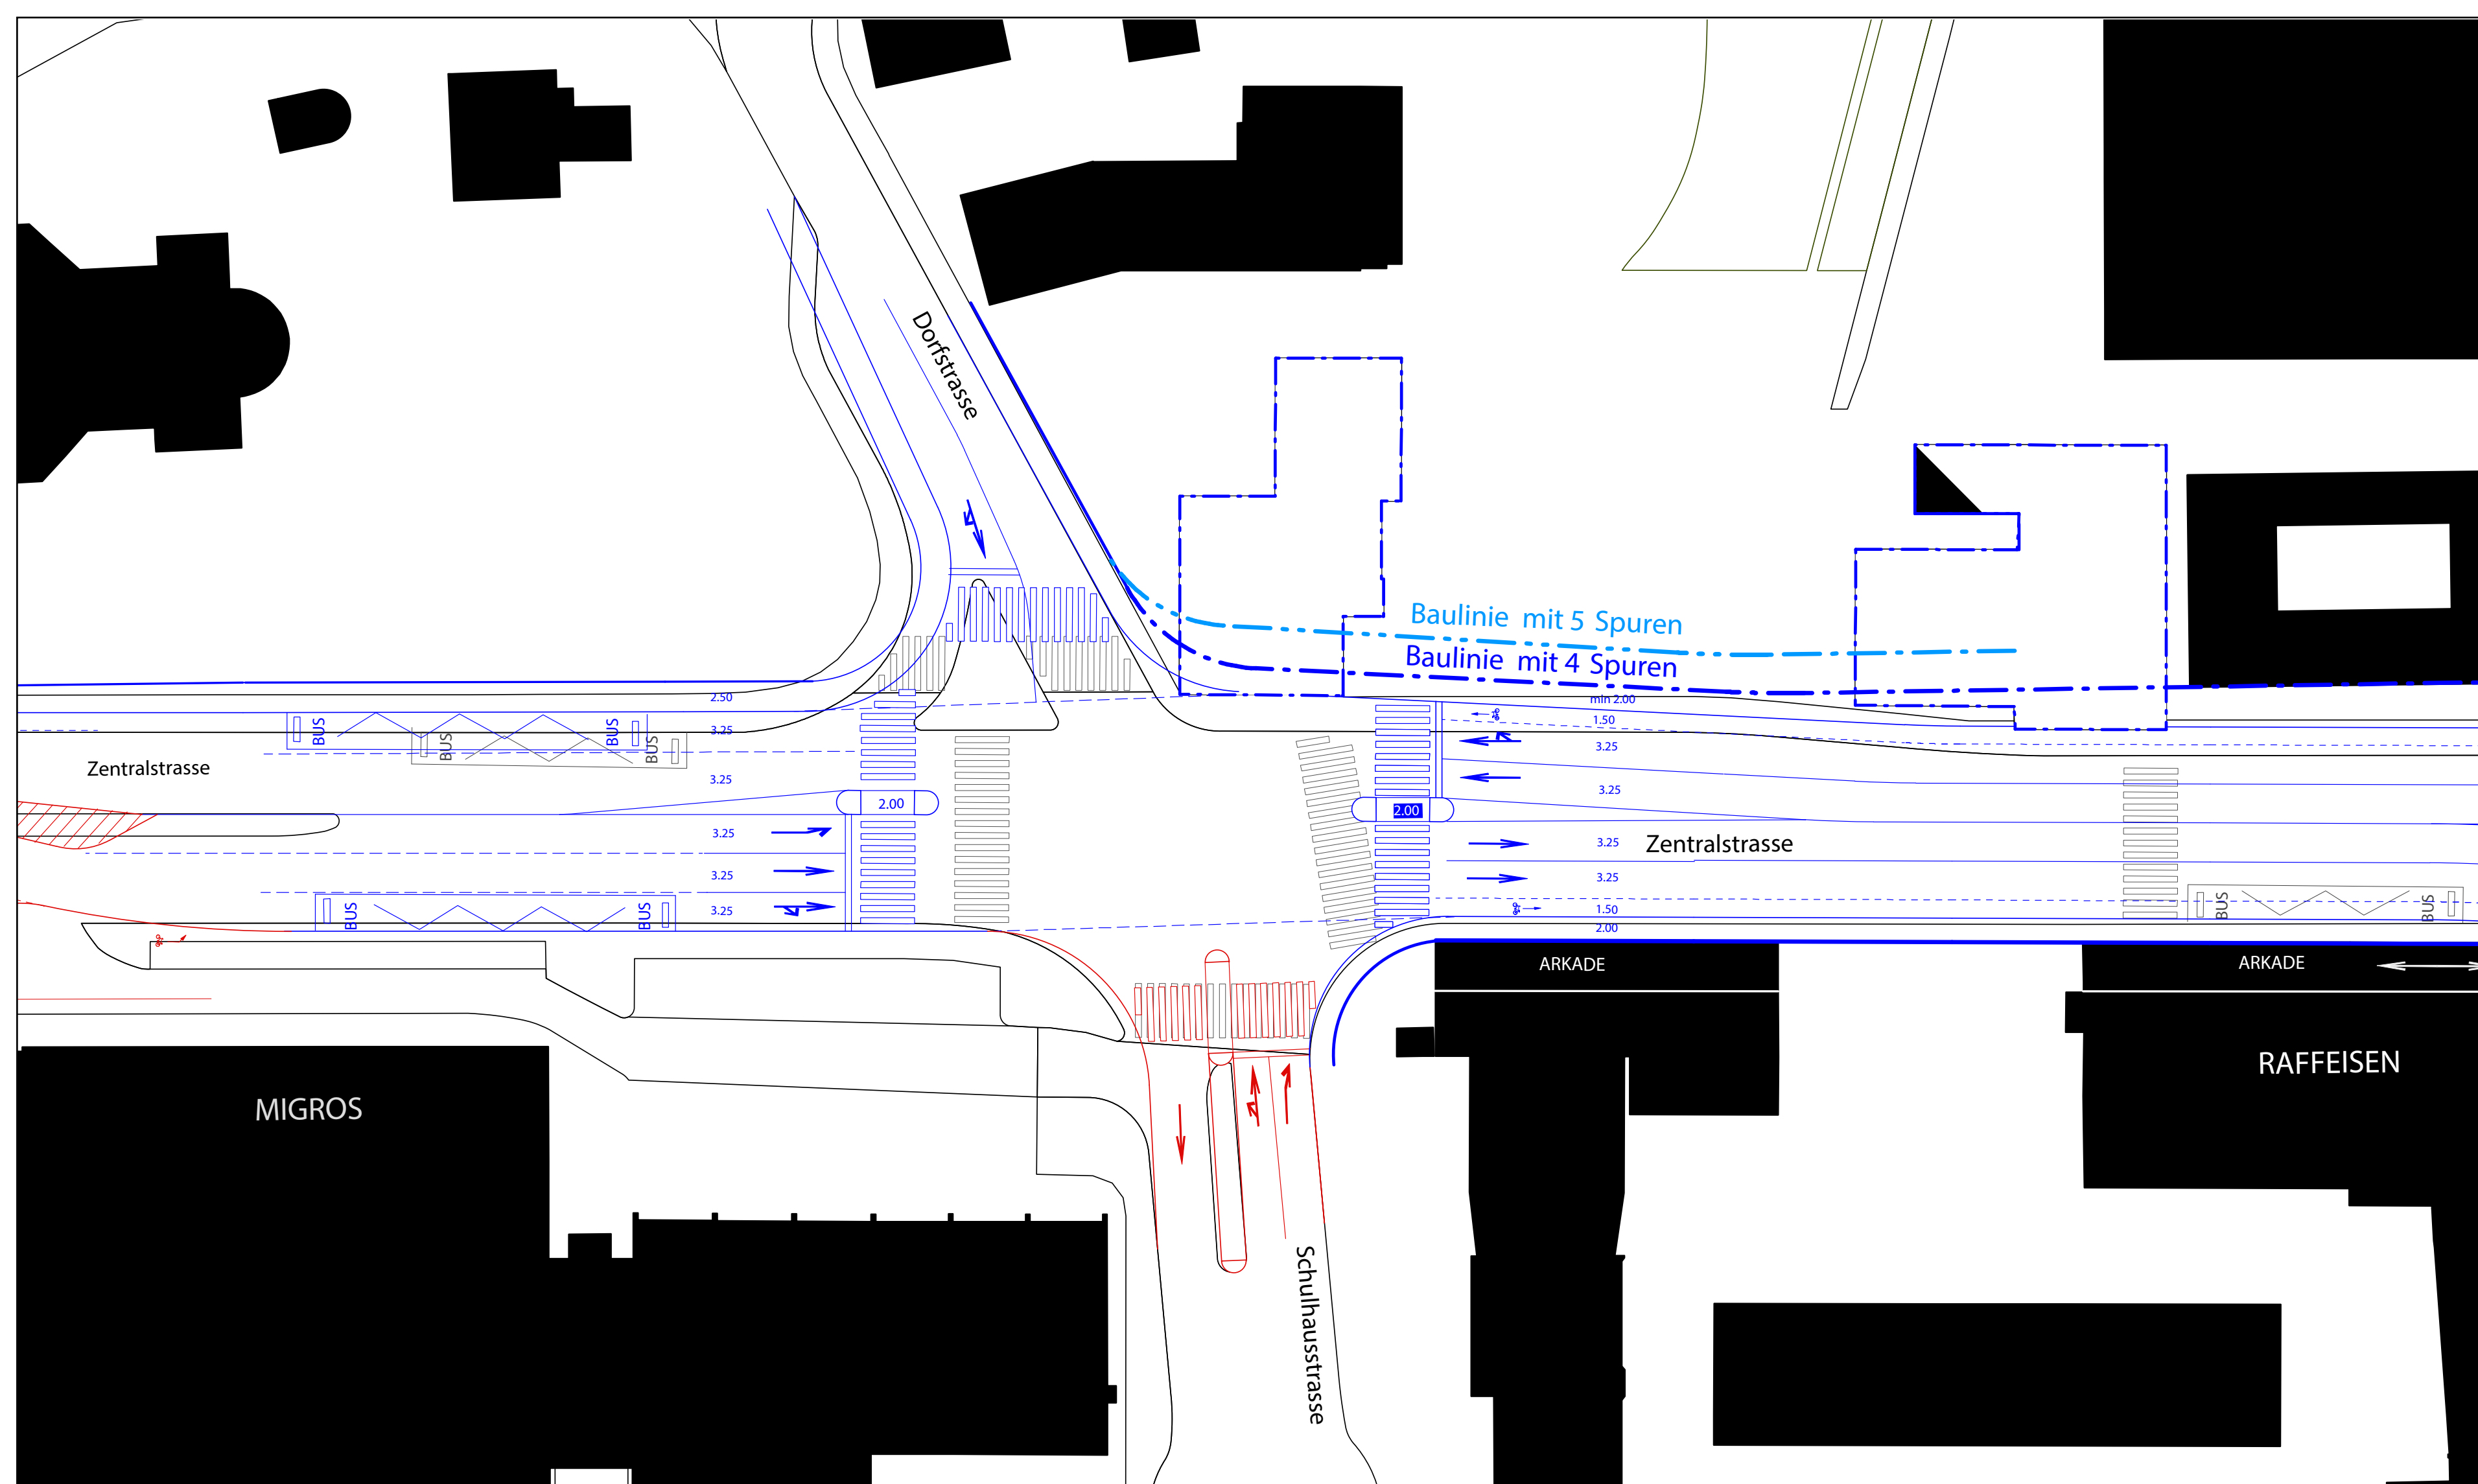 Dorfstrasse
Baulinie mit 5 Spuren
Baulinie mit 4 Spuren
2.50
min 2.00
BUS
BUS
BUS
BUS
3.25
1.50
3.25
Zentralstrasse
3.25
3.25
2.00
2.00
3.25
3.25
Zentralstrasse
3.25
3.25
BUS
BUS
3.25
1.50
BUS
BUS
2.00
ARKADE
ARKADE
RAFFEISEN
MIGROS
Schulhausstrasse